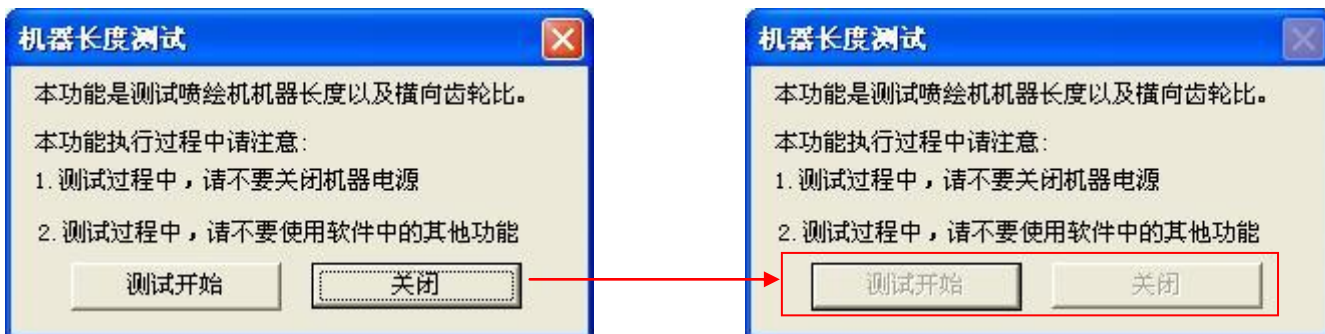 机器长度测试
本功能是测试喷绘机机器长度以及横向齿轮比。
本功能执行过程中请注意:
1.测试过程中，请不要关闭机器电源
2.测试过程中，请不要使用软件中的其他功能
测试开始 关闭
机器长度测试
本功能是测试喷绘机机器长度以及横向齿轮比。
本功能执行过程中请注意:
1.测试过程中，请不要关闭机器电源
2.测试过程中，请不要使用软件中的其他功能
测试开始 关闭